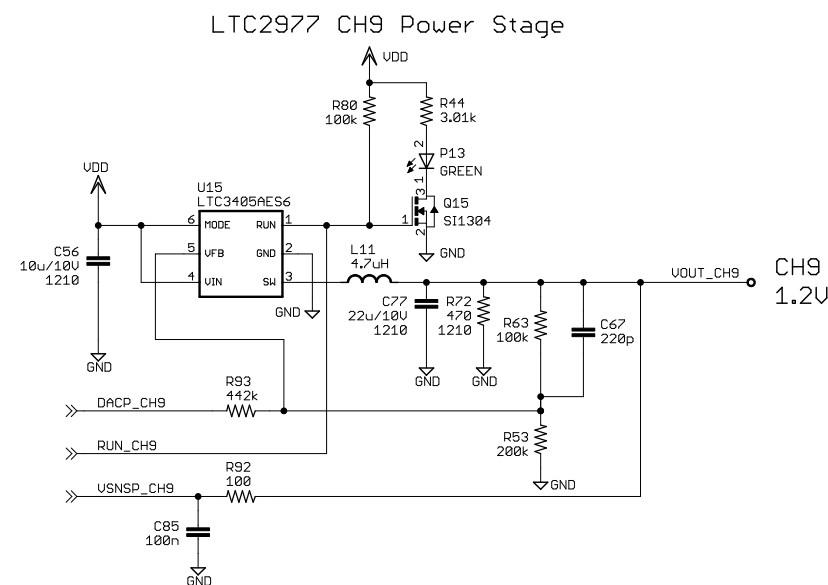 LTC2977 CH9 Power Stage
VDD
R80
100k
R44
3.01k
2
P13
GREEN
1
3
Q15
SI1304
1
2
GND
VDD
U15
LTC3405AES6
6 MODE RUN 1
5 VFB GND 2
4 VIN SW 3
C56
10u/10V
1210
GND
GND
L11
4.7uH
VOUT_CH9
CH9
1.2V
C77
22u/10V
1210
GND
R72
470
1210
GND
R63
100k
C67
220p
R93
442k
DACP_CH9
RUN_CH9
R53
200k
GND
R92
100
VSNSP_CH9
C85
100n
GND